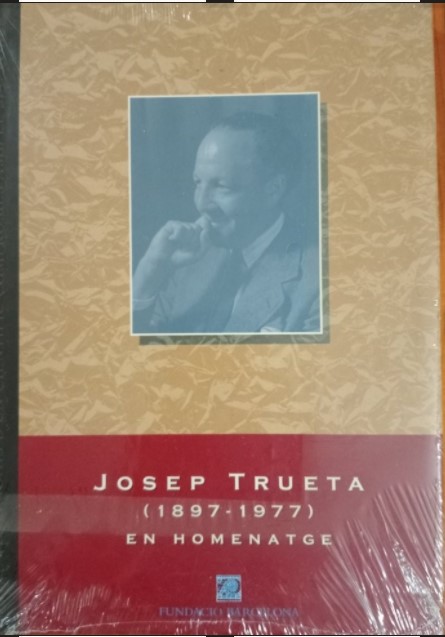 JOSEP TRUETA
(1897-1977)
EN HOMENATGE
FUNDACIÓ BARCELONA